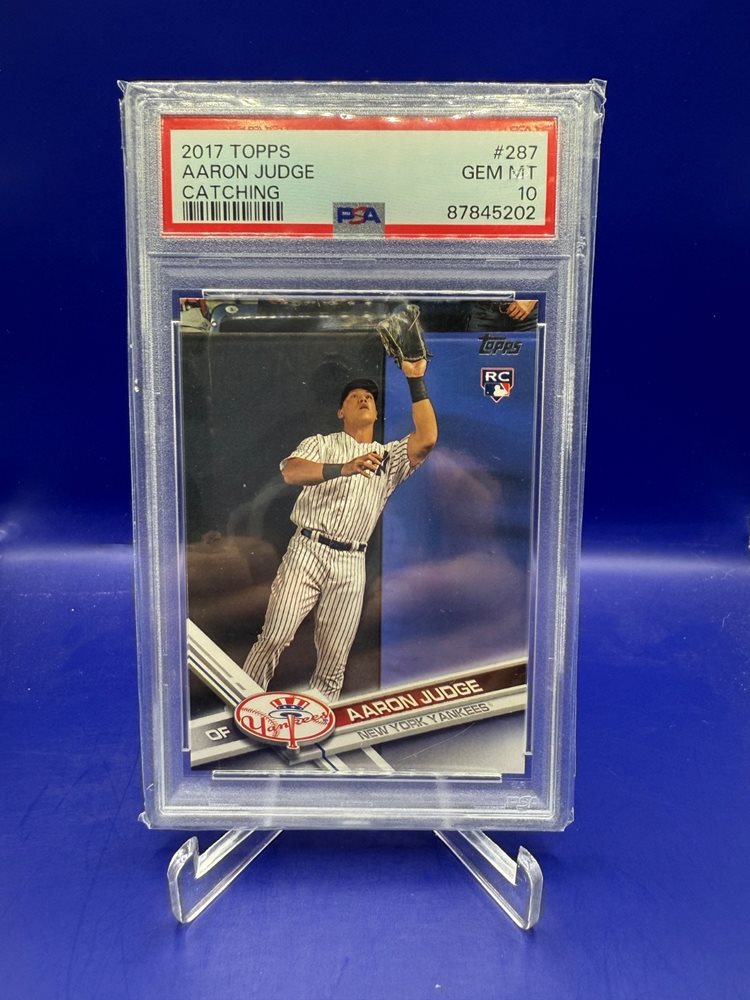 2017 TOPPS
#287
AARON JUDGE
GEM MT
CATCHING
10
PSA
87845202
TOPPS
RC
Yankees
AARON JUDGE
OF
NEW YORK YANKEES